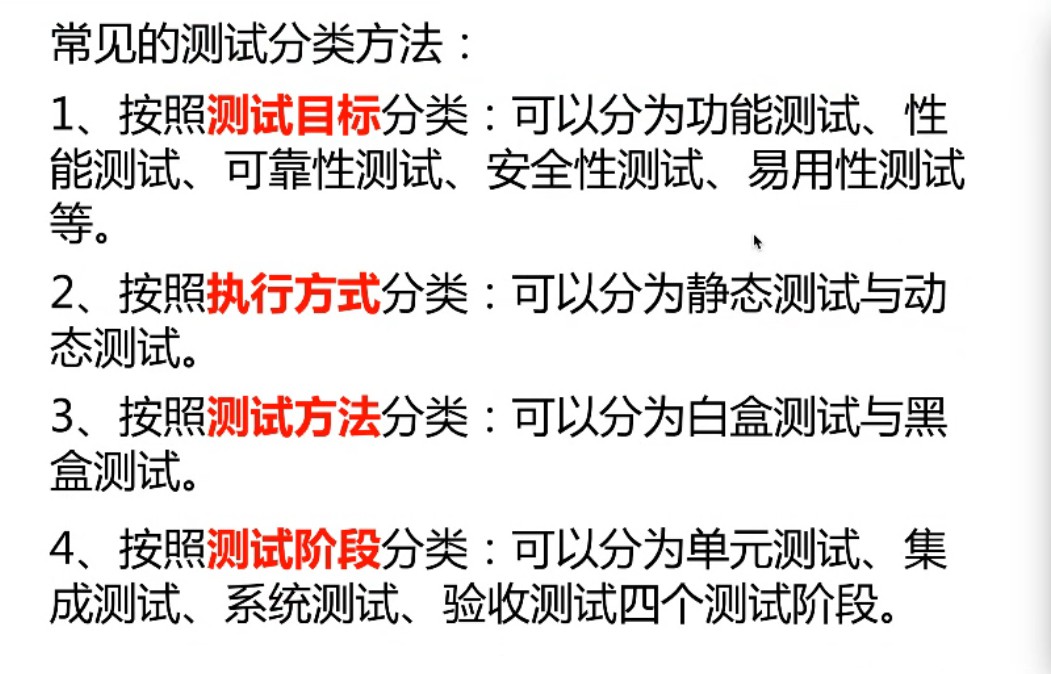 常见的测试分类方法：
1、按照测试目标分类：可以分为功能测试、性
能测试、可靠性测试、安全性测试、易用性测试
等。
2、按照执行方式分类：可以分为静态测试与动
态测试。
3、按照测试方法分类：可以分为白盒测试与黑
盒测试。
4、按照测试阶段分类：可以分为单元测试、集
成测试、系统测试、验收测试四个测试阶段。